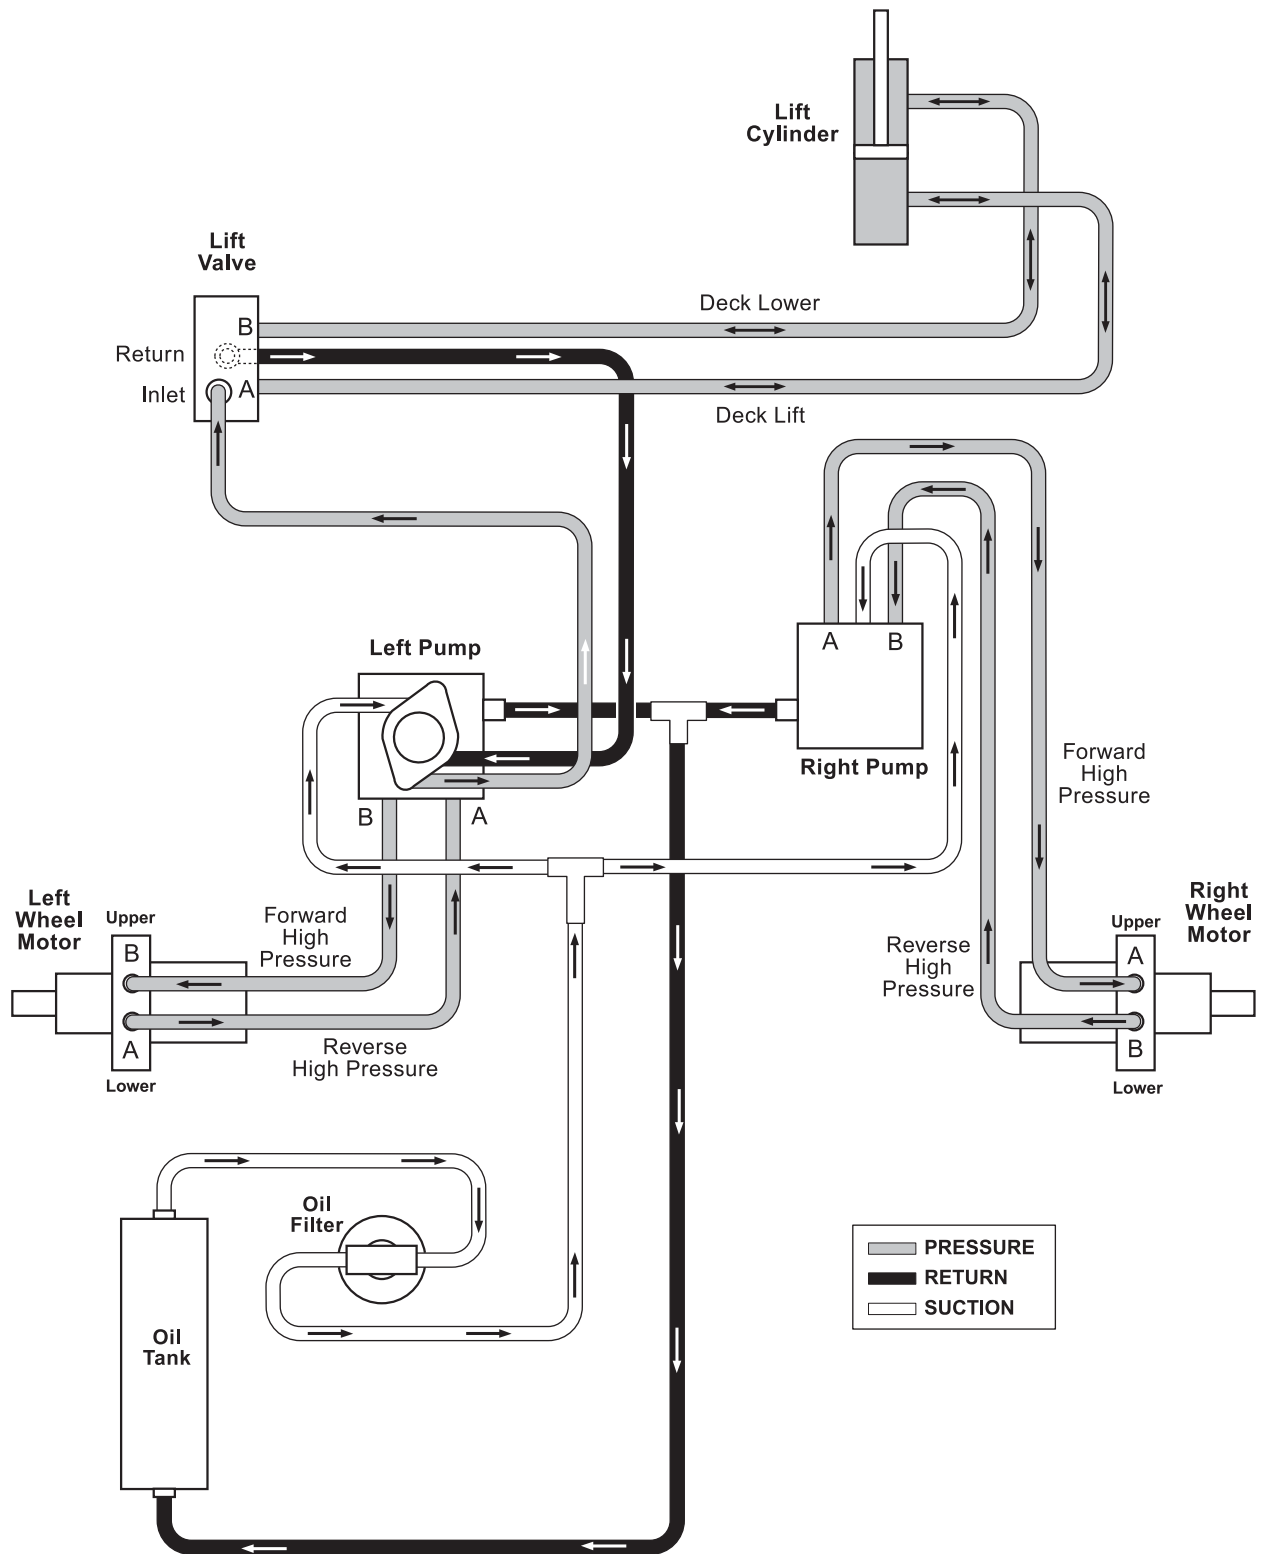 Lift
Cylinder
Lift
Valve
Deck Lower
B
Return
Inlet
A
Deck Lift
Left Pump
A
B
Right Pump
Forward
High
Pressure
B
A
Left
Wheel
Motor
Upper
B
A
Lower
Forward
High
Pressure
Reverse
High Pressure
Reverse
High
Pressure
Right
Wheel
Motor
Upper
A
B
Lower
Oil
Filter
Oil
Tank
PRESSURE
RETURN
SUCTION